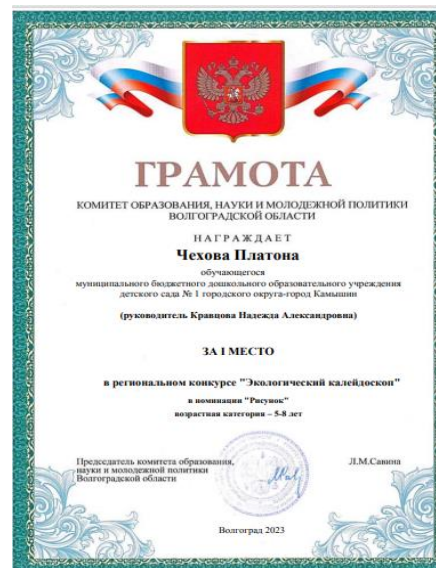 ГРАМОТА
КОМИТЕТ ОБРАЗОВАНИЯ, НАУКИ И МОЛОДЕЖНОЙ ПОЛИТИКИ
ВОЛГОГРАДСКОЙ ОБЛАСТИ
НАГРАЖДАЕТ
Чехова Платона
обучающегося
муниципального бюджетного дошкольного образовательного учреждения
детского сада № 1 городского округа-город Камышин
(руководитель Кравцова Надежда Александровна)
ЗА I МЕСТО
в региональном конкурсе "Экологический калейдоскоп"
в номинации "Рисунок"
возрастная категория – 5-8 лет
Председатель комитета образования,
науки и молодежной политики
Волгоградской области
Л.М.Савина
Волгоград 2023